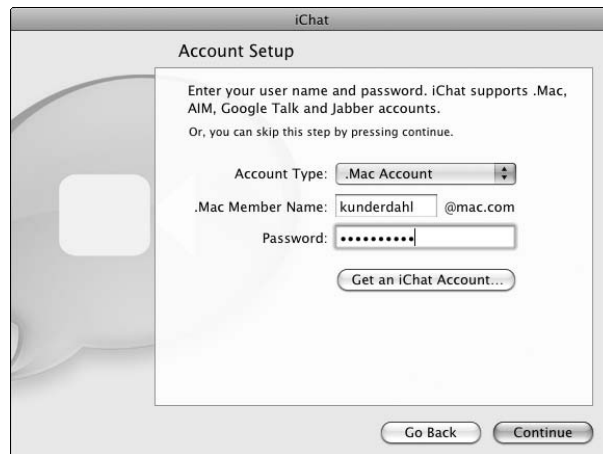 iChat
Account Setup
Enter your user name and password. iChat supports .Mac,
AIM, Google Talk and Jabber accounts.
Or, you can skip this step by pressing continue.
Account Type: .Mac Account
.Mac Member Name: kunderdahl @mac.com
Password: ••••••••••
Get an iChat Account...
Go Back Continue